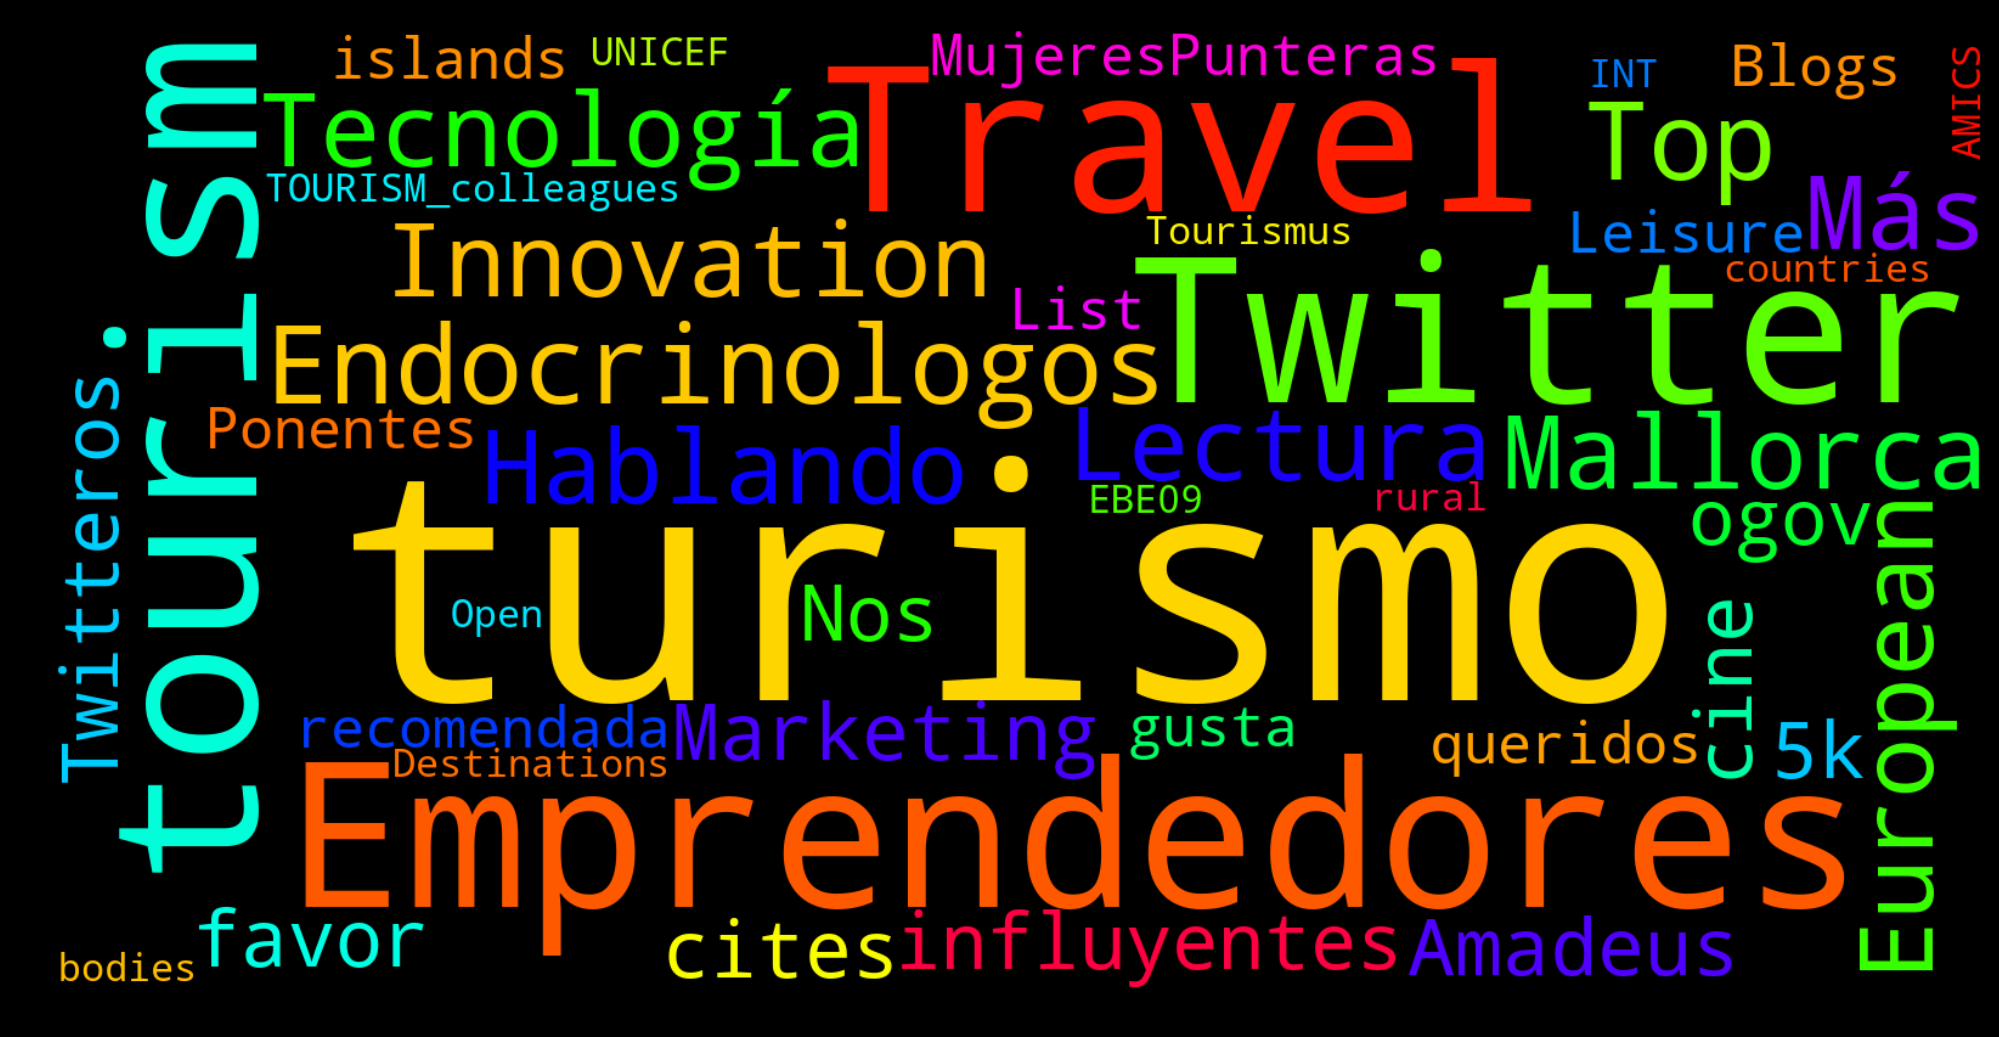 islands
UNICEF
MujeresPunteras
INT
Blogs
AMICS
Tecnología
Travel
Top
TOURISM_colleagues
Tourismus
Leisure
Más
Innovation
countries
List
Twitter
Endocrinologos
tourism
Twitteros.
Ponentes
Hablando
Lectura
Mallorca
EBE09
rural
ogov
European
turismo
Open
Nos
cine
recomendada
Marketing
gusta
queridos
5k
Destinations
Emprendedores
favor
cites
influyentes
Amadeus
bodies